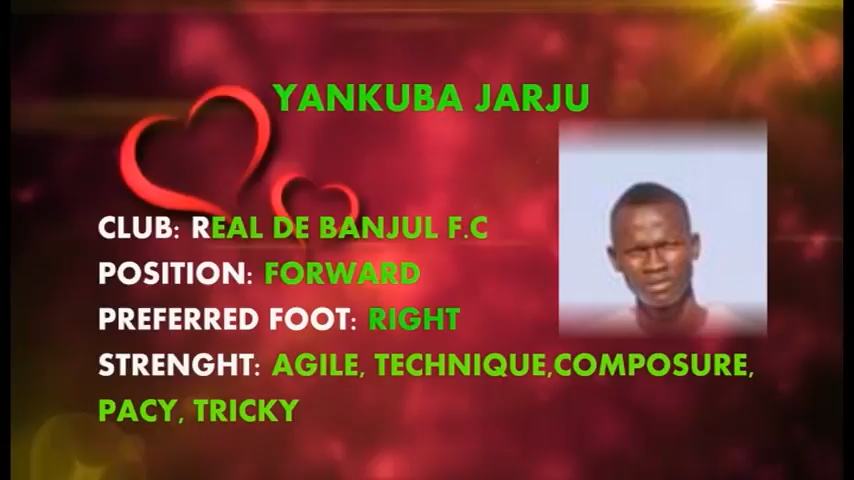 YANKUBA JARJU
CLUB: REAL DE BANJUL F.C
POSITION: FORWARD
PREFERRED FOOT: RIGHT
STRENGHT: AGILE, TECHNIQUE,COMPOSURE,
PACY, TRICKY